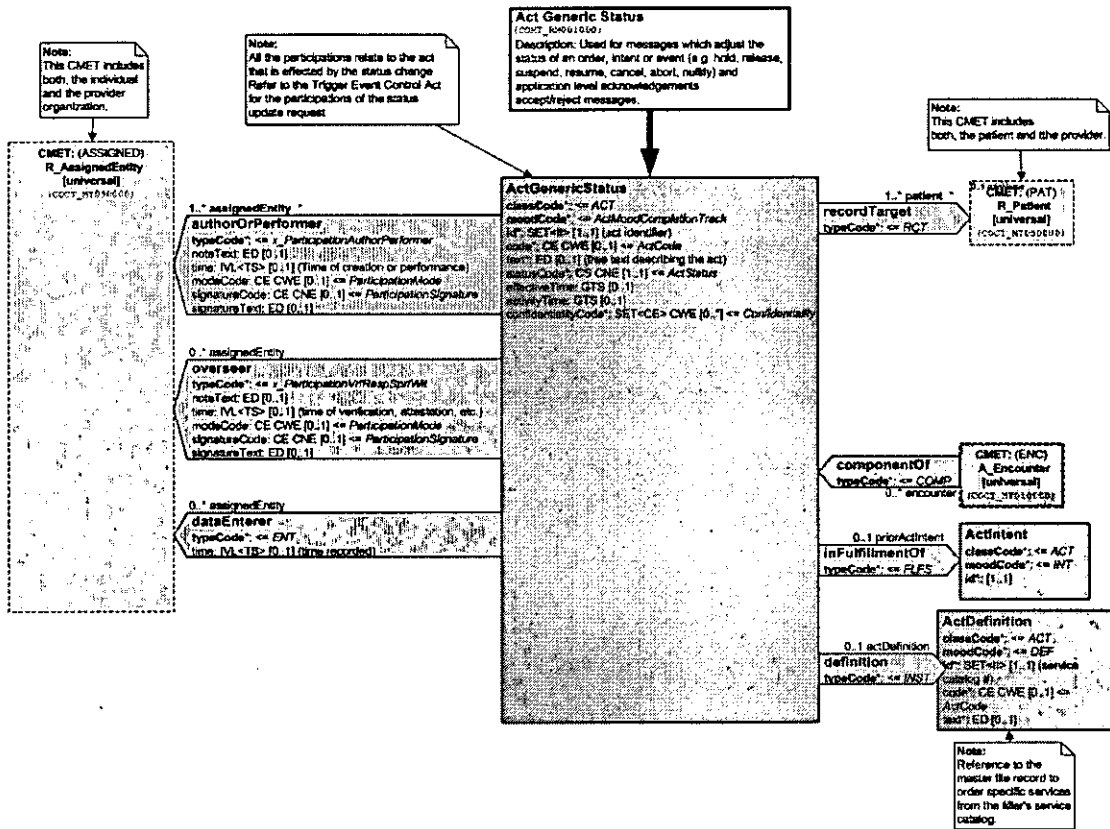 Act Generic Status
Description: Used for messages which adjust the
status of an order, intent or event (e.g. hold, release,
suspend, resume, cancel, abort, nullify) and
application level acknowledgements
accept/reject messages.
Note:
This CMET includes
both, the individual
and the provider
organization.
Note:
All the participations relate to the act
that is effected by the status change
Refer to the Trigger Event Control Act
for the participations of the status
update request
Note:
This CMET includes
both, the patient and tthe provider.
CMET: (ASSIGNED)
R_AssignedEntity
[universal]
CMET: (PAT)
R_Patient
[universal]
1..* assignedEntity *
authorOrPerformer
typeCode*: <= x_ParticipationAuthorPerformer
noteText: ED [0..1]
time: IVL<TS> [0..1] (Time of creation or performance)
modeCode: CE CWE [0..1] <= ParticipationMode
signatureCode: CE CNE [0..1] <= ParticipationSignature
signatureText: ED [0..1]
ActGenericStatus
classCode*: <= ACT
moodCode*: <= ActMoodCompletionTrack
id*: SET<II> [1..1] (act identifier)
code*: CE CWE [0..1] <= ActCode
text*: ED [0..1] (free text describing the act)
statusCode*: CS CNE [1..1] <= ActStatus
effectiveTime: GTS [0..1]
activityTime: GTS [0..1]
confidentialityCode*: SET<CE> CWE [0..*] <= Confidentiality
1..* patient *
recordTarget
typeCode*: <= RCT
0..* assignedEntity
overseer
typeCode*: <= x_ParticipationVrfRespSprfWit
noteText: ED [0..1]
time: IVL<TS> [0..1] (time of verification, attestation, etc.)
modeCode: CE CWE [0..1] <= ParticipationMode
signatureCode: CE CNE [0..1] <= ParticipationSignature
signatureText: ED [0..1]
componentOf
typeCode*: <= COMP
0..* encounter
CMET: (ENC)
A_Encounter
[universal]
0..* assignedEntity
dataEnterer
typeCode*: <= ENT
time: IVL<TS> [0..1] (time recorded)
0..1 priorActIntent
inFulfillmentOf
typeCode*: <= FLFS
ActIntent
classCode*: <= ACT
moodCode*: <= INT
id*: [1..1]
0..1 actDefinition
definition
typeCode*: <= INST
ActDefinition
classCode*: <= ACT
moodCode*: <= DEF
id*: SET<II> [1..1] (service
catalog #)
code*: CE CWE [0..1] <=
ActCode
text*: ED [0..1]
Note:
Reference to the
master file record to
order specific services
from the filler's service
catalog.